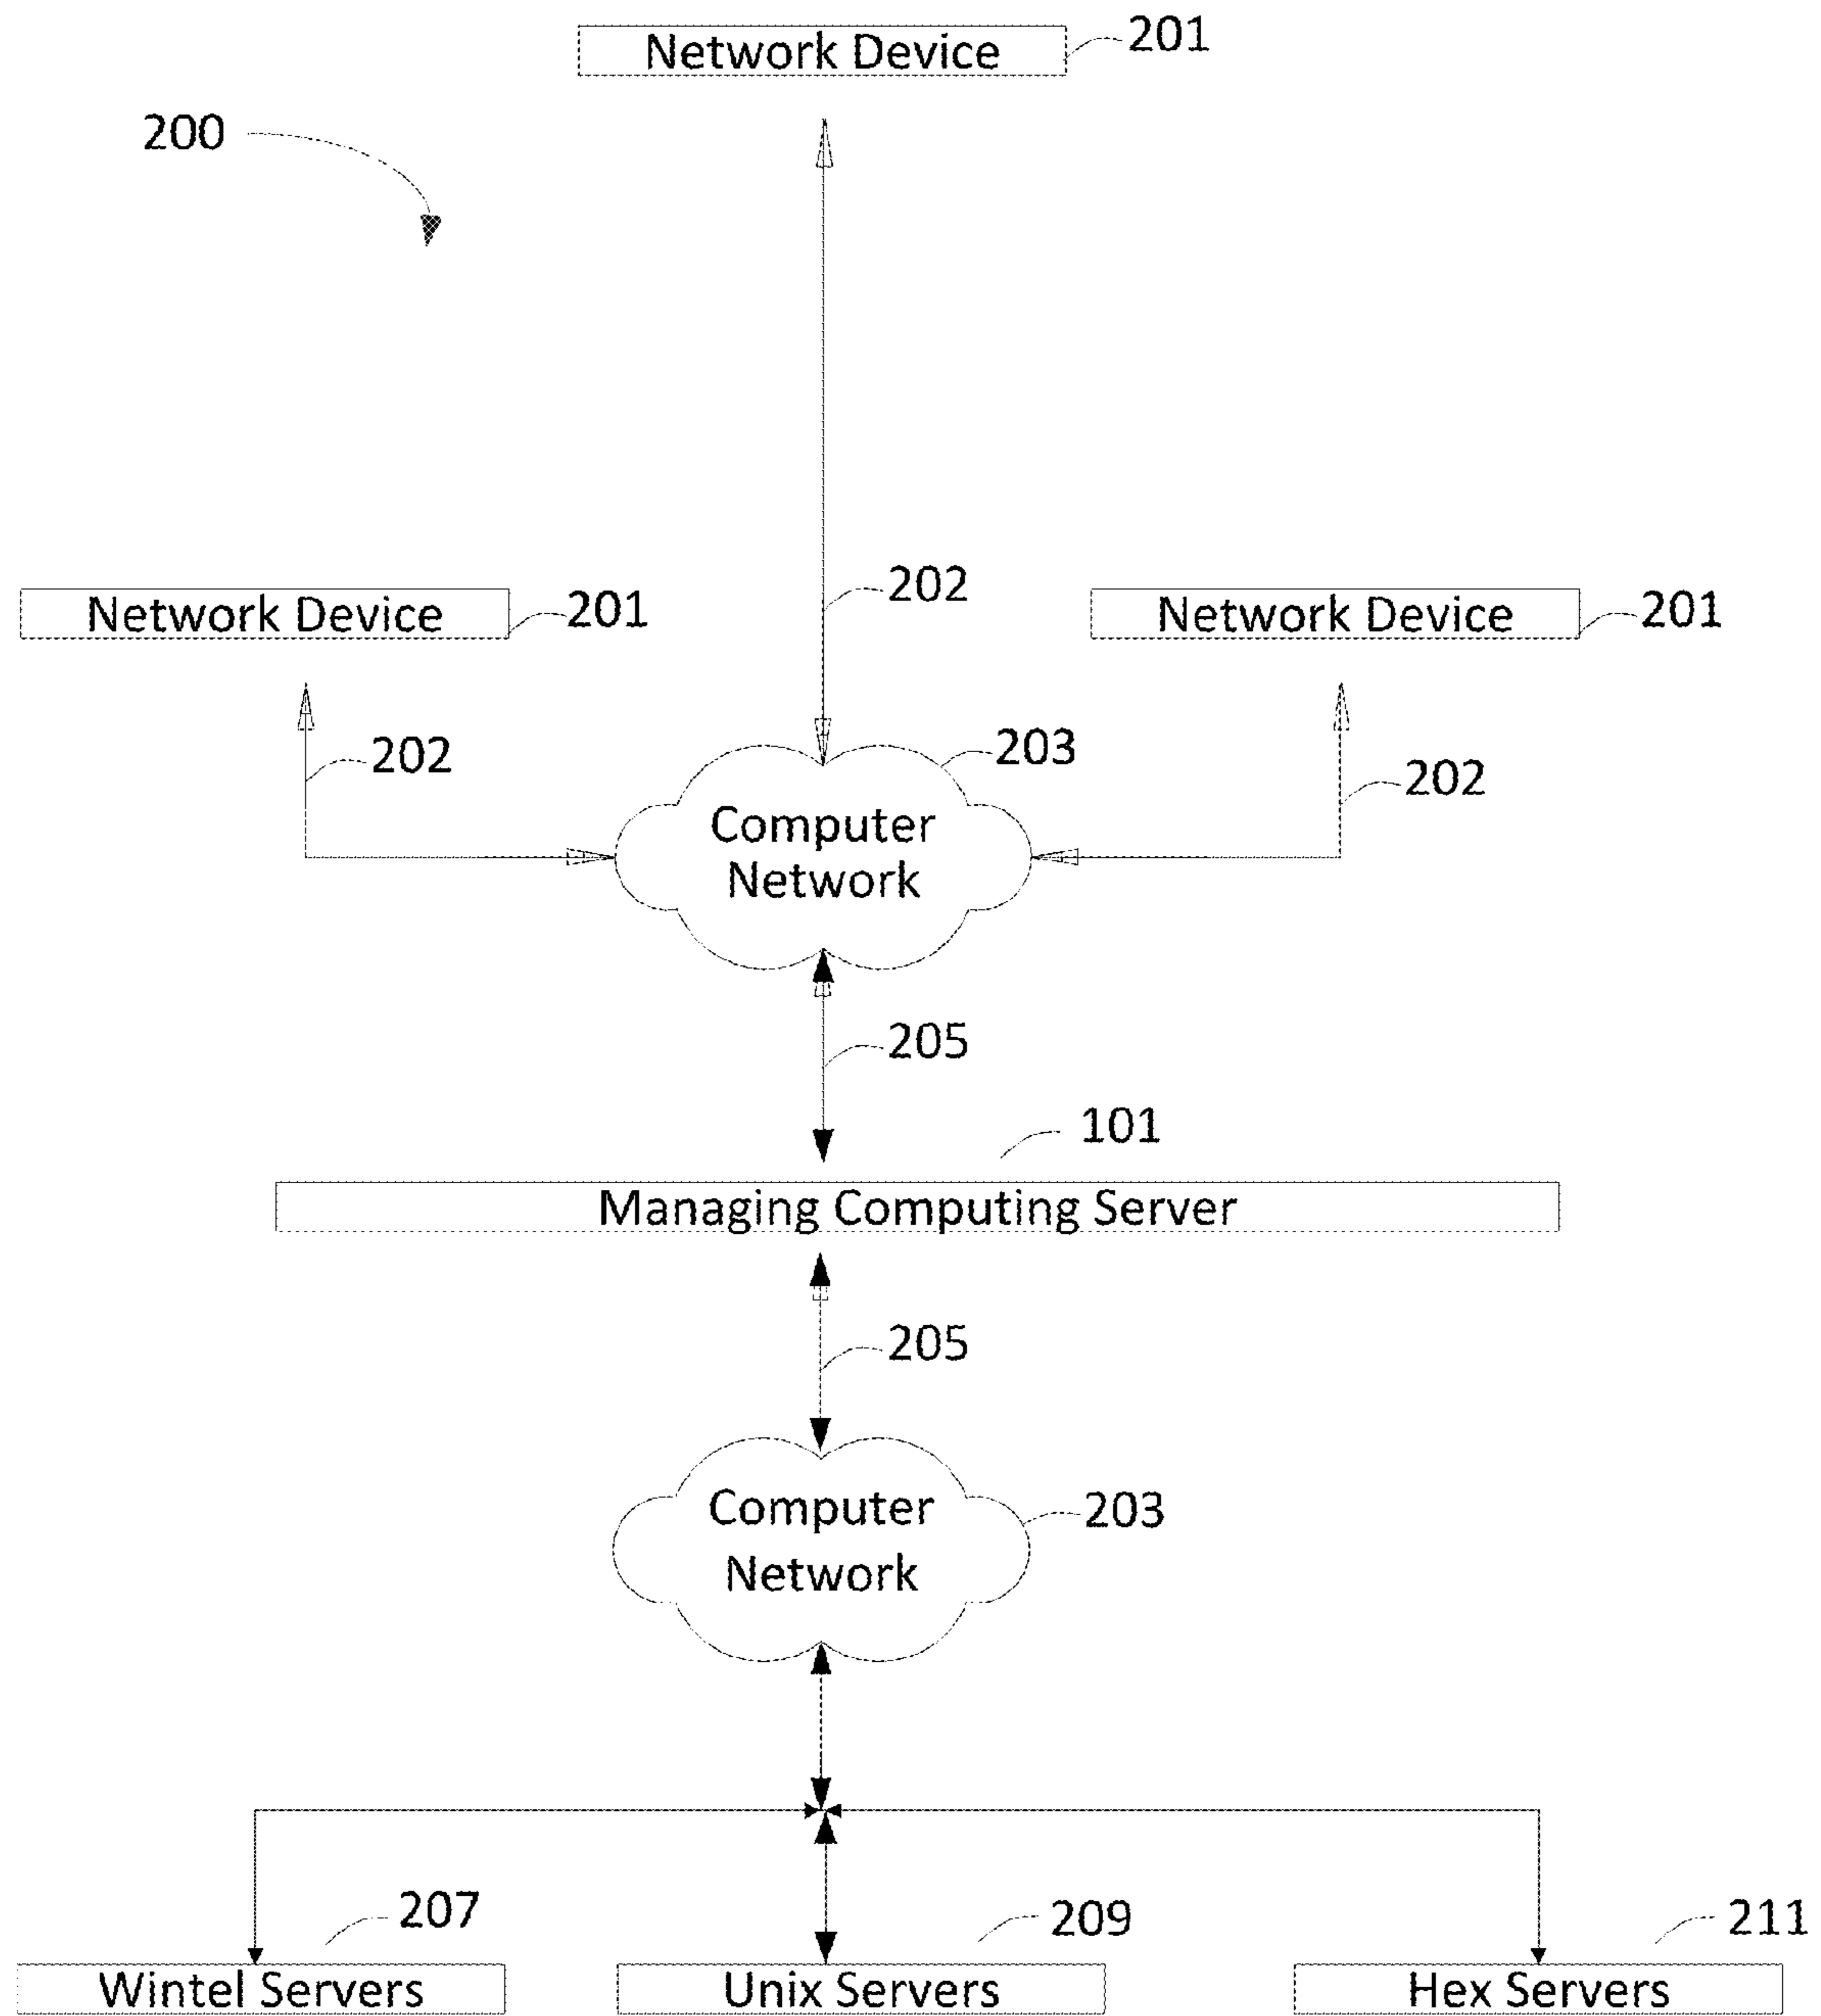 Network Device
201
200
202
Network Device
201
Network Device
201
202
203
202
Computer
Network
205
101
Managing Computing Server
205
Computer
Network
203
207
209
211
Wintel Servers
Unix Servers
Hex Servers